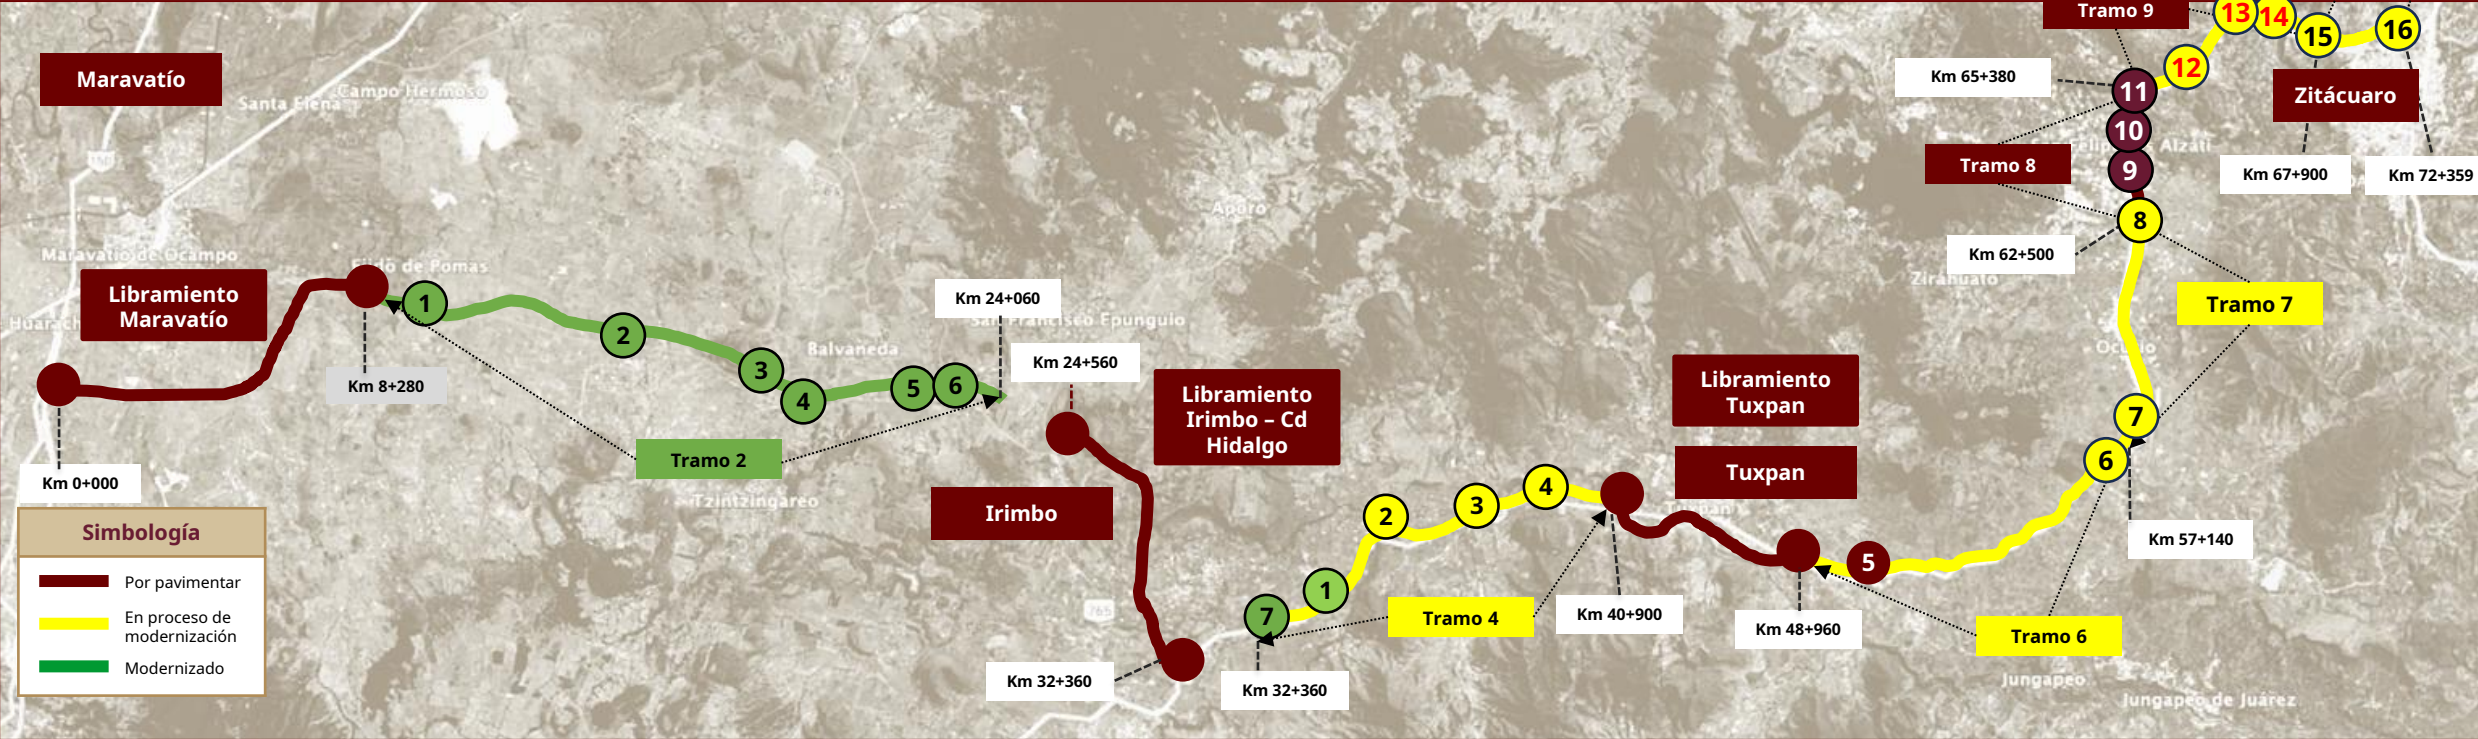 Tramo 9
13
14
15
16
Maravatío
Km 65+380
12
11
Zitácuaro
Santa Elena
Campo Hermoso
10
Tramo 8
9
Km 67+900
Km 72+359
Aporo
8
Km 62+500
Maravatío de Ocampo
Libramiento
Maravatío
1
2
3
4
5
6
Balvaneda
Km 24+060
San Francisco Epunguio
Km 24+560
Km 8+280
Tramo 2
Km 0+000
Tzintzingareo
Irimbo
Libramiento
Irimbo – Cd
Hidalgo
Libramiento
Tuxpan
Tuxpan
Zirahuato
Tramo 7
7
6
2
3
4
5
1
7
Tramo 4
Km 40+900
Km 48+960
Tramo 6
Km 57+140
Km 32+360
Km 32+360
Jungapeo
Jungapeo de Juárez
Simbología
Por pavimentar
En proceso de
modernización
Modernizado